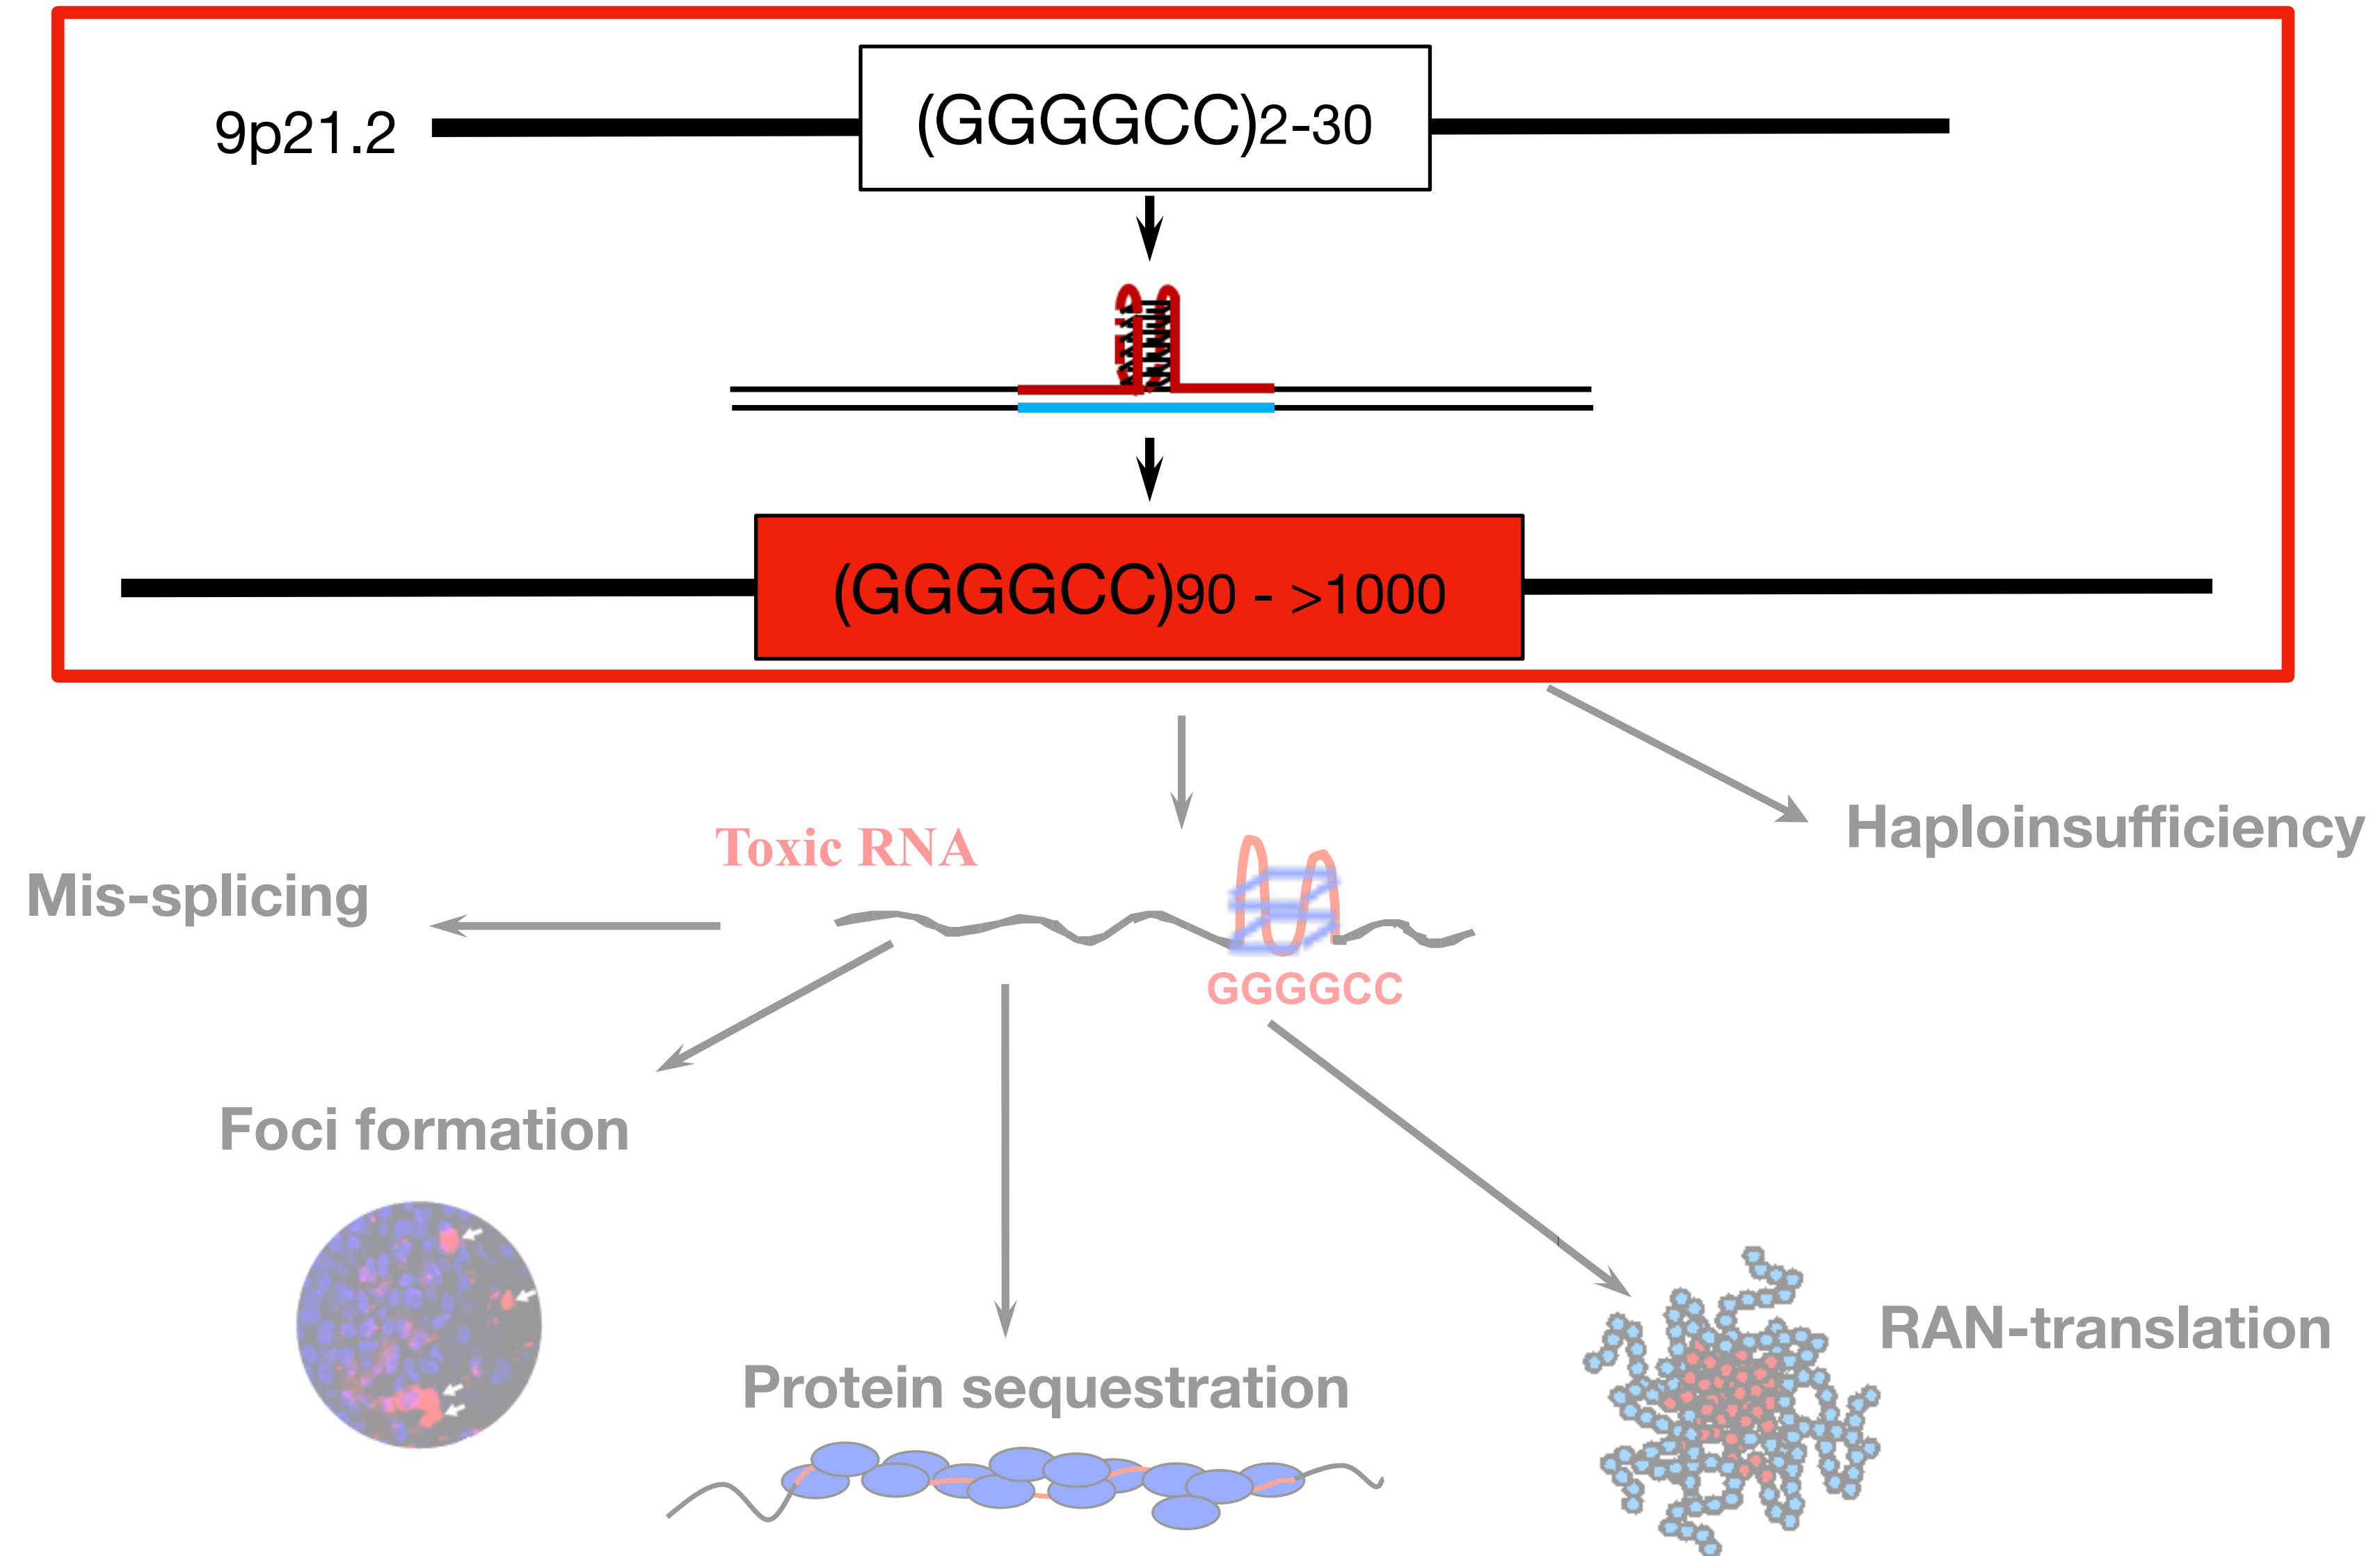 9p21.2
(GGGGCC)2-30
(GGGGCC)90 - >1000
Haploinsufficiency
Toxic RNA
Mis-splicing
GGGGCC
Foci formation
RAN-translation
Protein sequestration